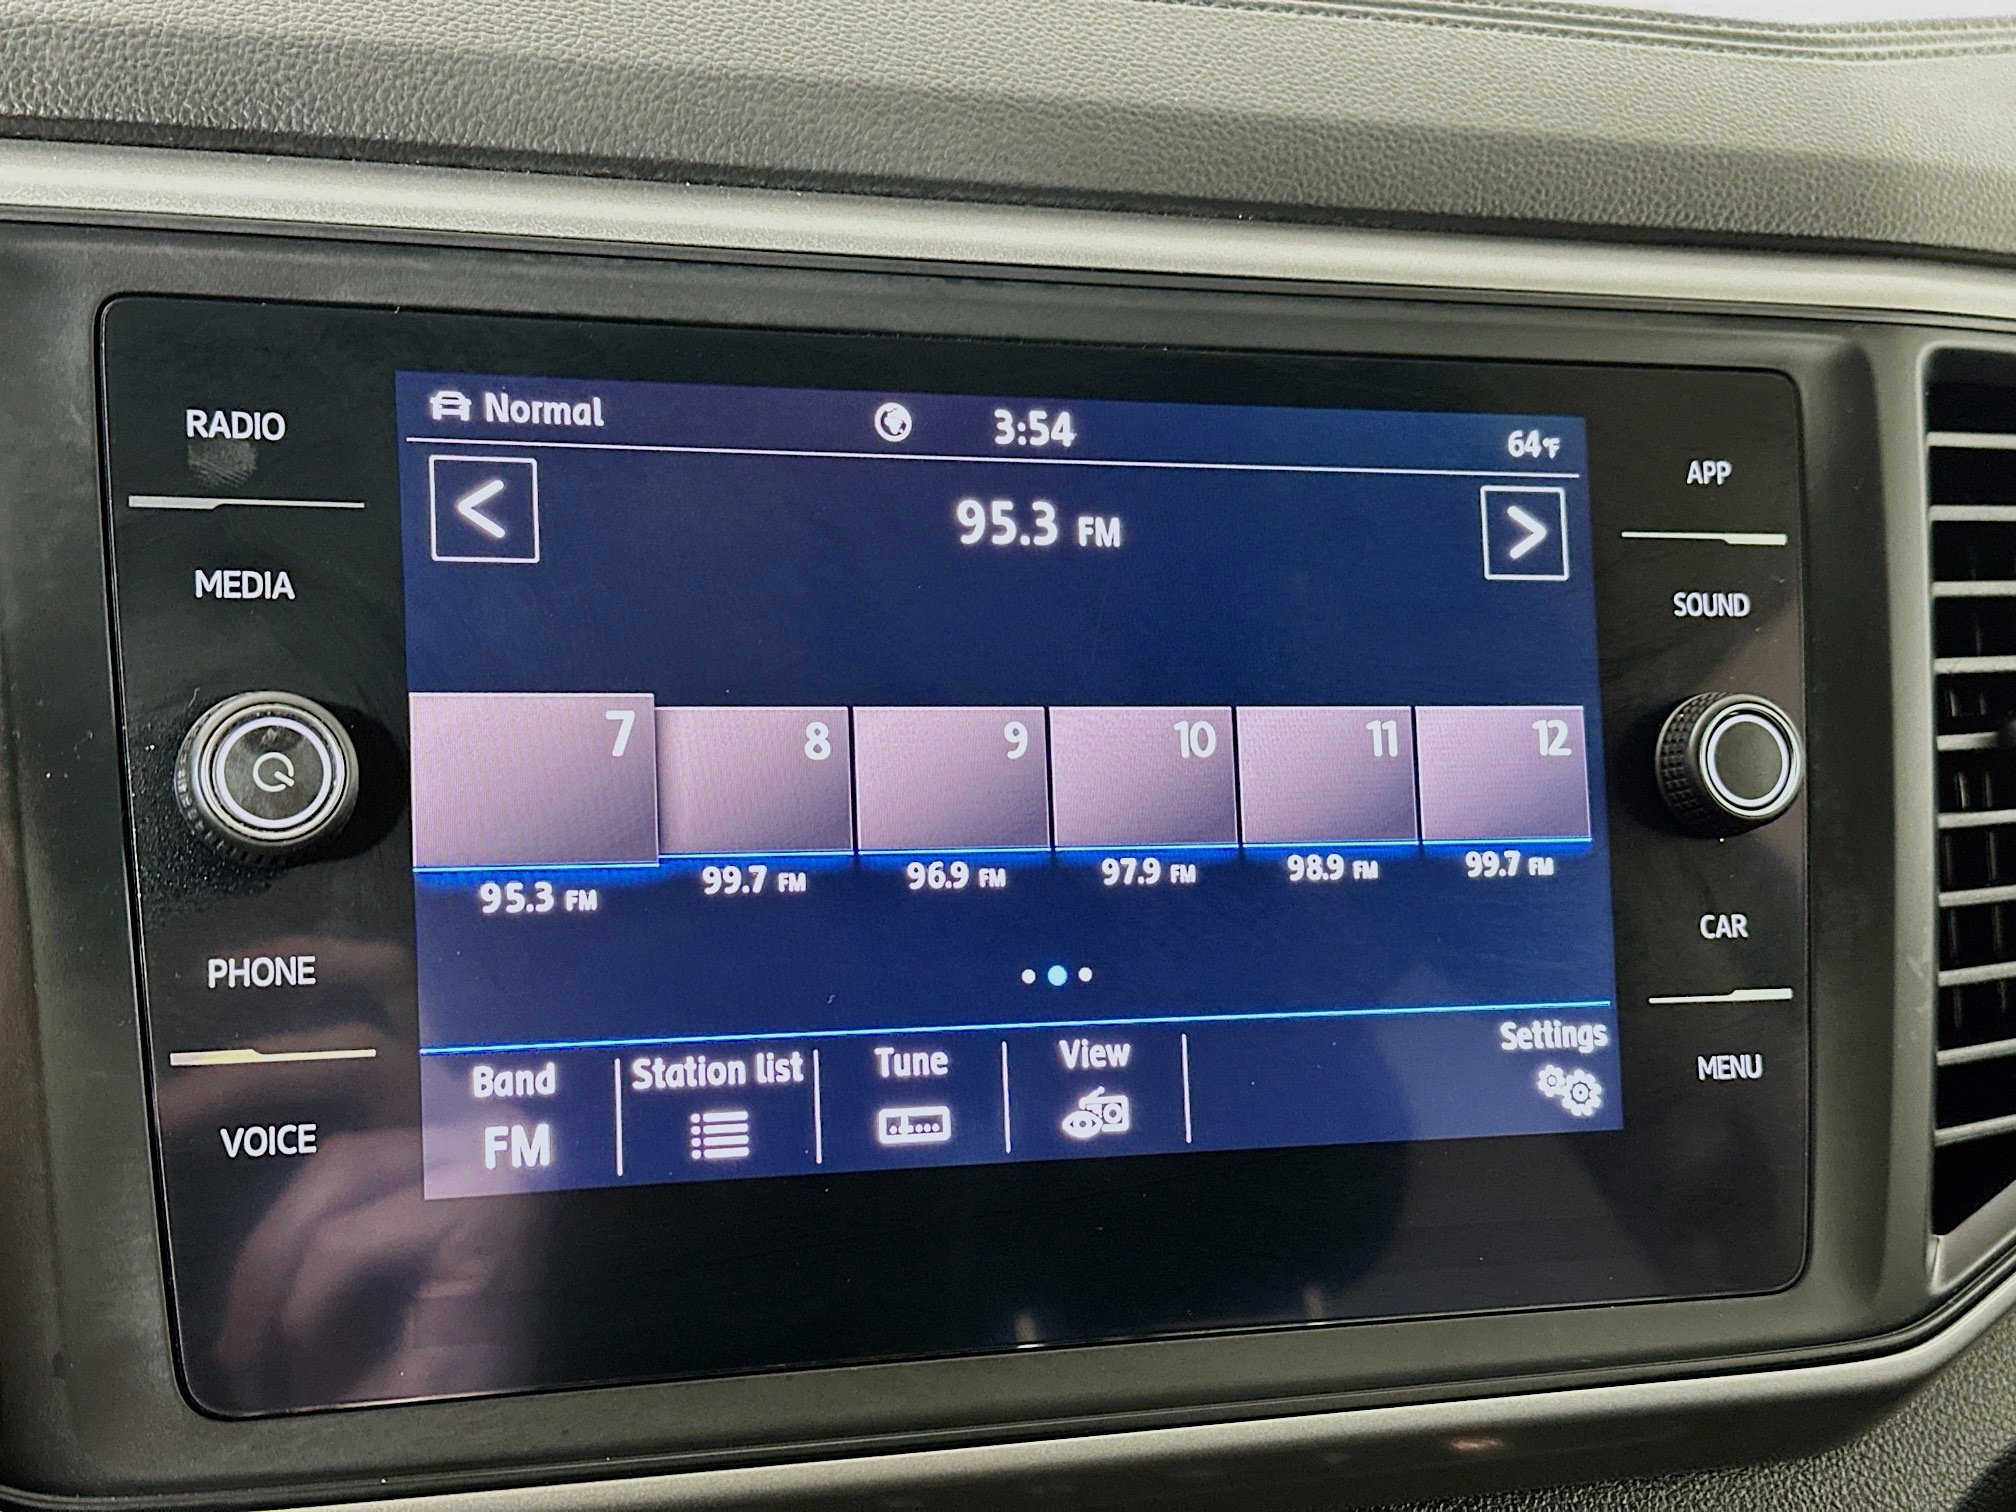 RADIO
MEDIA
PHONE
VOICE
Normal
3:54
64°F
95.3 FM
7
8
9
10
11
12
95.3 FM
99.7 FM
96.9 FM
97.9 FM
98.9 FM
99.7 FM
Band
FM
Station list
Tune
View
Settings
APP
SOUND
CAR
MENU